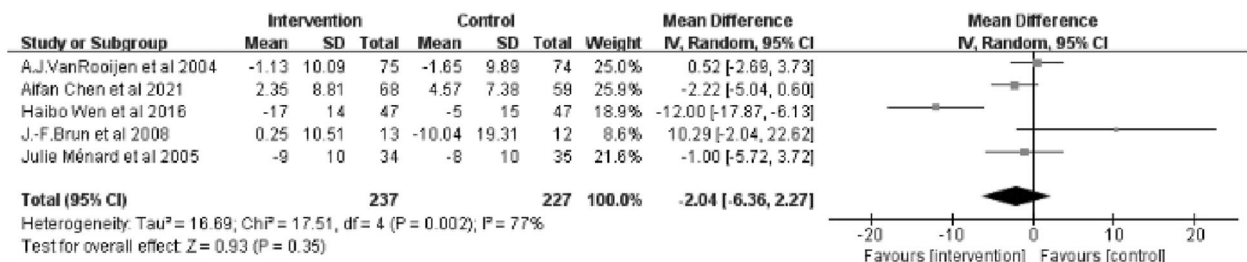 Intervention Control Mean Difference Mean Difference
Study or Subgroup Mean SD Total Mean SD Total Weight IV, Random, 95% CI IV, Random, 95% CI
A.J.VanRooijen et al 2004 -1.13 10.09 75 -1.65 9.89 74 25.0% 0.52 [-2.69, 3.73]
Aifan Chen et al 2021 2.35 8.81 68 4.57 7.38 59 25.9% -2.22 [-5.04, 0.60]
Haibo Wen et al 2016 -17 14 47 -5 15 47 18.9% -12.00 [-17.87, -6.13]
J.-F.Brun et al 2008 0.25 10.51 13 -10.04 19.31 12 8.6% 10.29 [-2.04, 22.62]
Julie Ménard et al 2005 -9 10 34 -8 10 35 21.6% -1.00 [-5.72, 3.72]
Total (95% CI) 237 227 100.0% -2.04 [-6.36, 2.27]
Heterogeneity: Tau² = 16.69; Chi² = 17.51, df = 4 (P = 0.002); I² = 77%
Test for overall effect: Z = 0.93 (P = 0.35)
-20 -10 0 10 20
Favours [intervention] Favours [control]